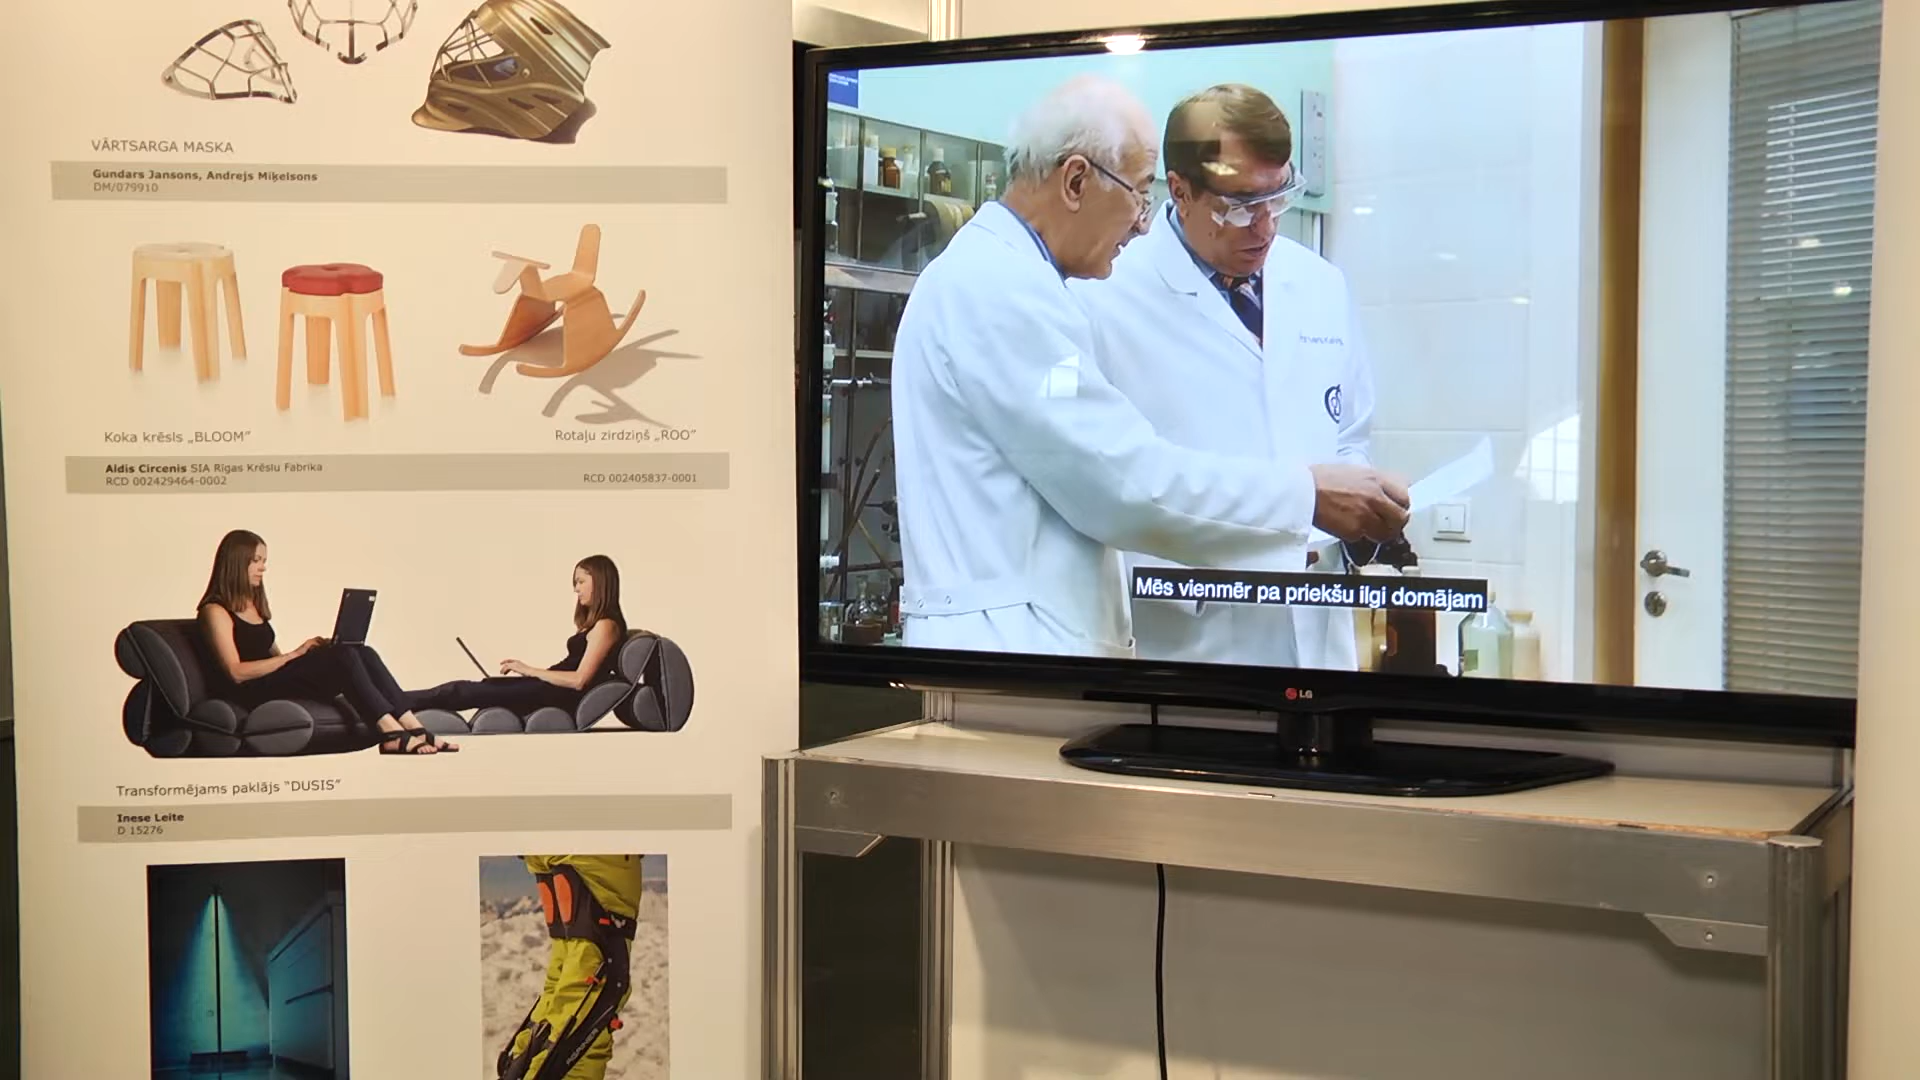 VĀRTSARGA MASKA
Gundars Jansons, Andrejs Miķelsons
DM/079910
Koka krēsls „BLOOM”
Rotaļu zirdziņš „ROO”
Aldis Circenis SIA Rīgas Krēslu Fabrika
RCD 002429464-0002
RCD 002405837-0001
Transformējams paklājs “DUSIS”
Inese Leite
D 15276
Mēs vienmēr pa priekšu ilgi domājam
LG